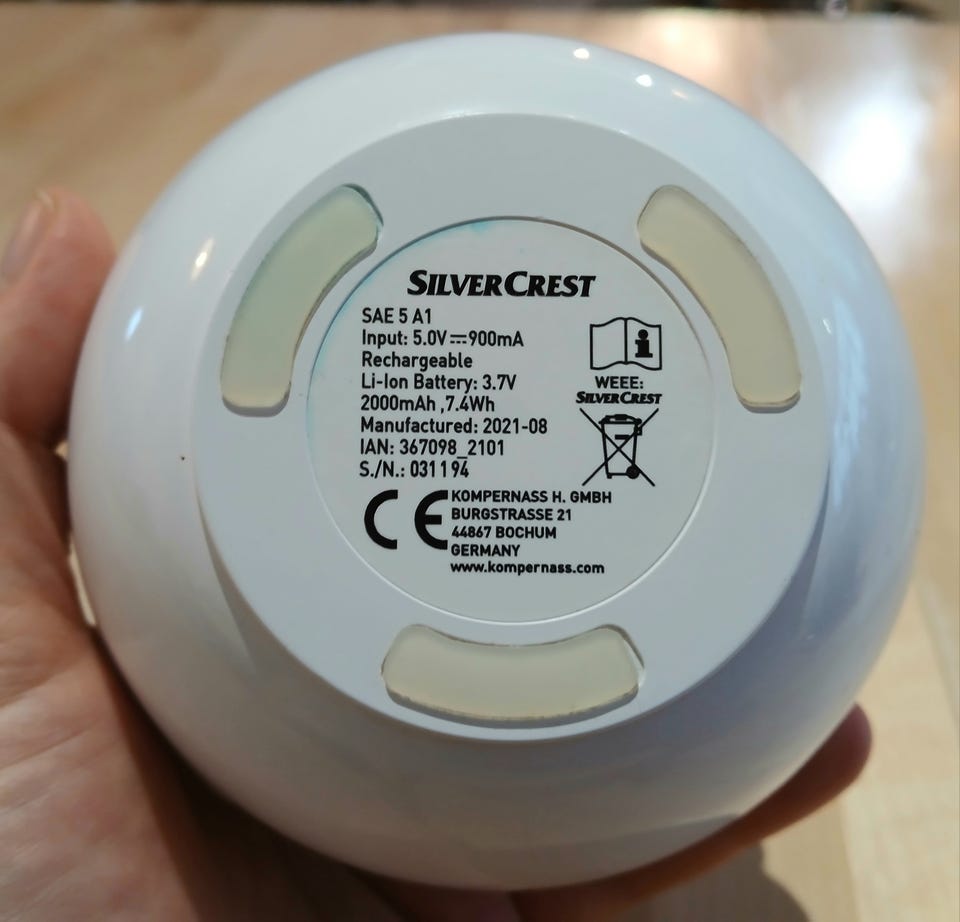 SILVERCREST
SAE 5 A1
Input: 5.0V⎓900mA
Rechargeable
Li-Ion Battery: 3.7V
2000mAh ,7.4Wh
Manufactured: 2021-08
IAN: 367098_2101
S./N.: 031194
WEEE:
SILVERCREST
CE
KOMPERNASS H. GMBH
BURGSTRASSE 21
44867 BOCHUM
GERMANY
www.kompernass.com